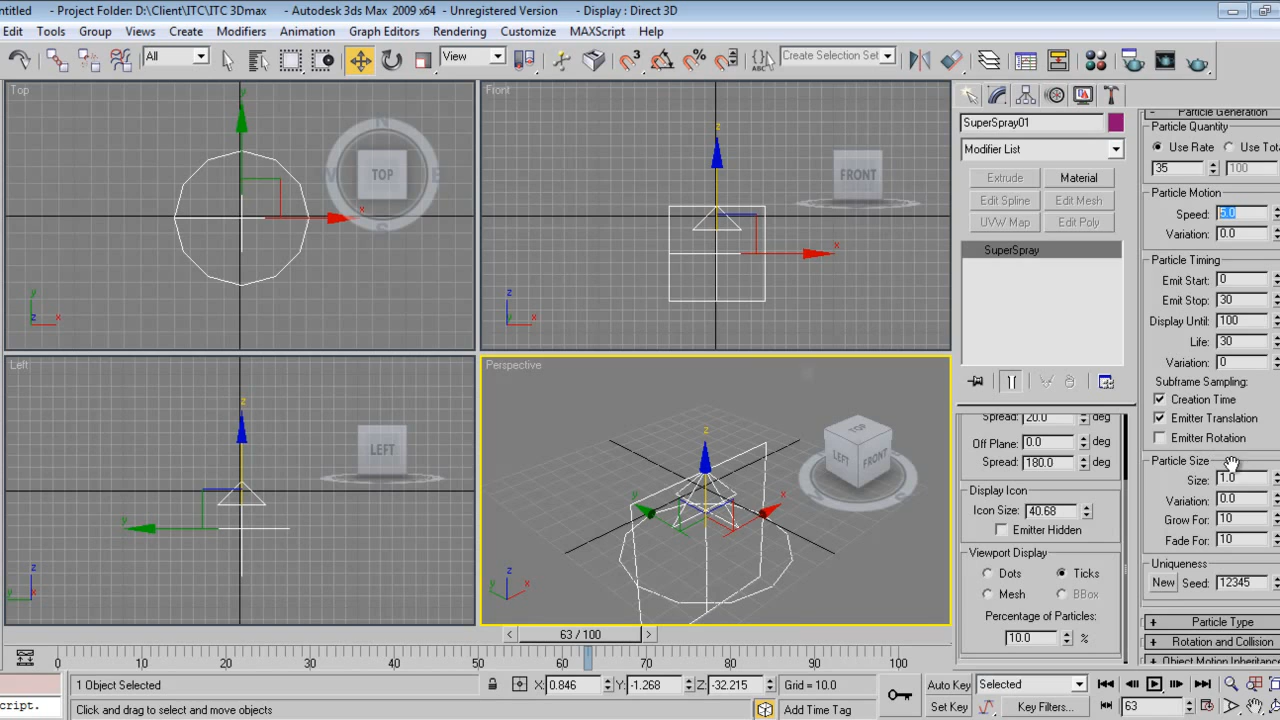 ntitled - Project Folder: D:\Client\ITC\ITC 3Dmax - Autodesk 3ds Max 2009 x64 - Unregistered Version - Display : Direct 3D
Edit Tools Group Views Create Modifiers Animation Graph Editors Rendering Customize MAXScript Help
All View Create Selection Set
Top
TOP
N
E
z
y
x
y
z
x
Front
FRONT
z
x
z
y
x
Left
LEFT
z
y
z
x
y
Perspective
TOP
LEFT
FRONT
z
y
x
z
y
x
SuperSpray01
Modifier List
Extrude Material
Edit Spline Edit Mesh
UVW Map Edit Poly
SuperSpray
Spread: 20.0 deg
Off Plane: 0.0 deg
Spread: 180.0 deg
Display Icon
Icon Size: 40.68
Emitter Hidden
Viewport Display
Dots Ticks
Mesh BBox
Percentage of Particles:
10.0 %
Particle Generation
Particle Quantity
Use Rate Use Tot
35 100
Particle Motion
Speed: 5.0
Variation: 0.0
Particle Timing
Emit Start: 0
Emit Stop: 30
Display Until: 100
Life: 30
Variation: 0
Subframe Sampling:
Creation Time
Emitter Translation
Emitter Rotation
Particle Size
Size: 1.0
Variation: 0.0
Grow For: 10
Fade For: 10
Uniqueness
New Seed: 12345
+ Particle Type
+ Rotation and Collision
+ Object Motion Inheritance
< 63 / 100 >
0 10 20 30 40 50 60 70 80 90 100
1 Object Selected X: 0.846 Y: -1.268 Z: -32.215 Grid = 10.0 Auto Key Selected
cript. Click and drag to select and move objects Add Time Tag Set Key Key Filters... 63